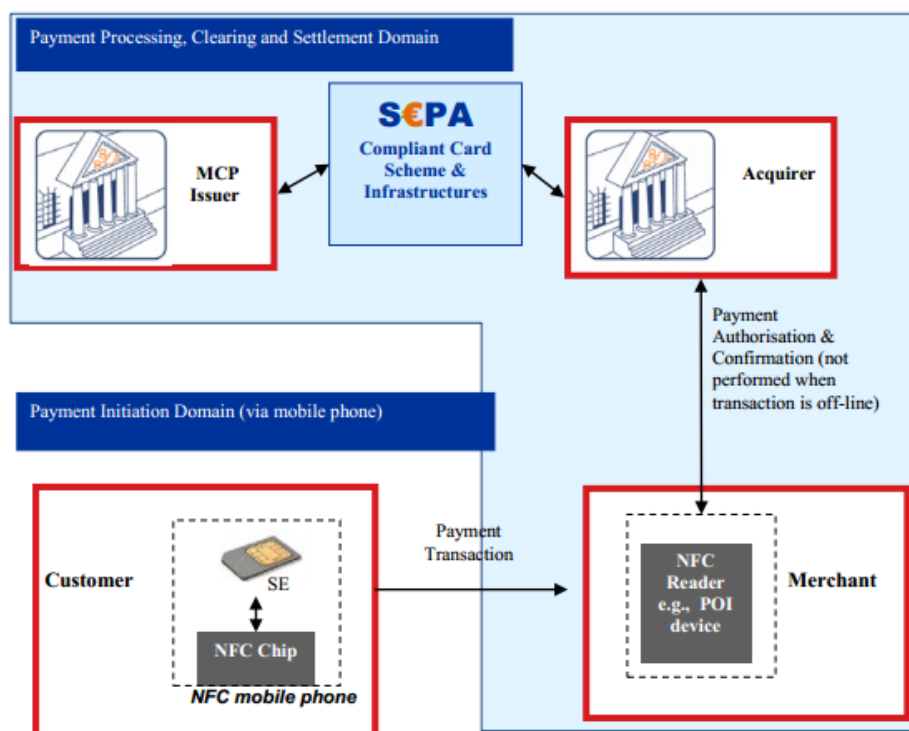 Payment Processing, Clearing and Settlement Domain
MCP
Issuer
S€PA
Compliant Card
Scheme &
Infrastructures
Acquirer
Payment
Authorisation &
Confirmation (not
performed when
transaction is off-line)
Payment Initiation Domain (via mobile phone)
Customer
SE
NFC Chip
NFC mobile phone
Payment
Transaction
NFC
Reader
e.g., POI
device
Merchant